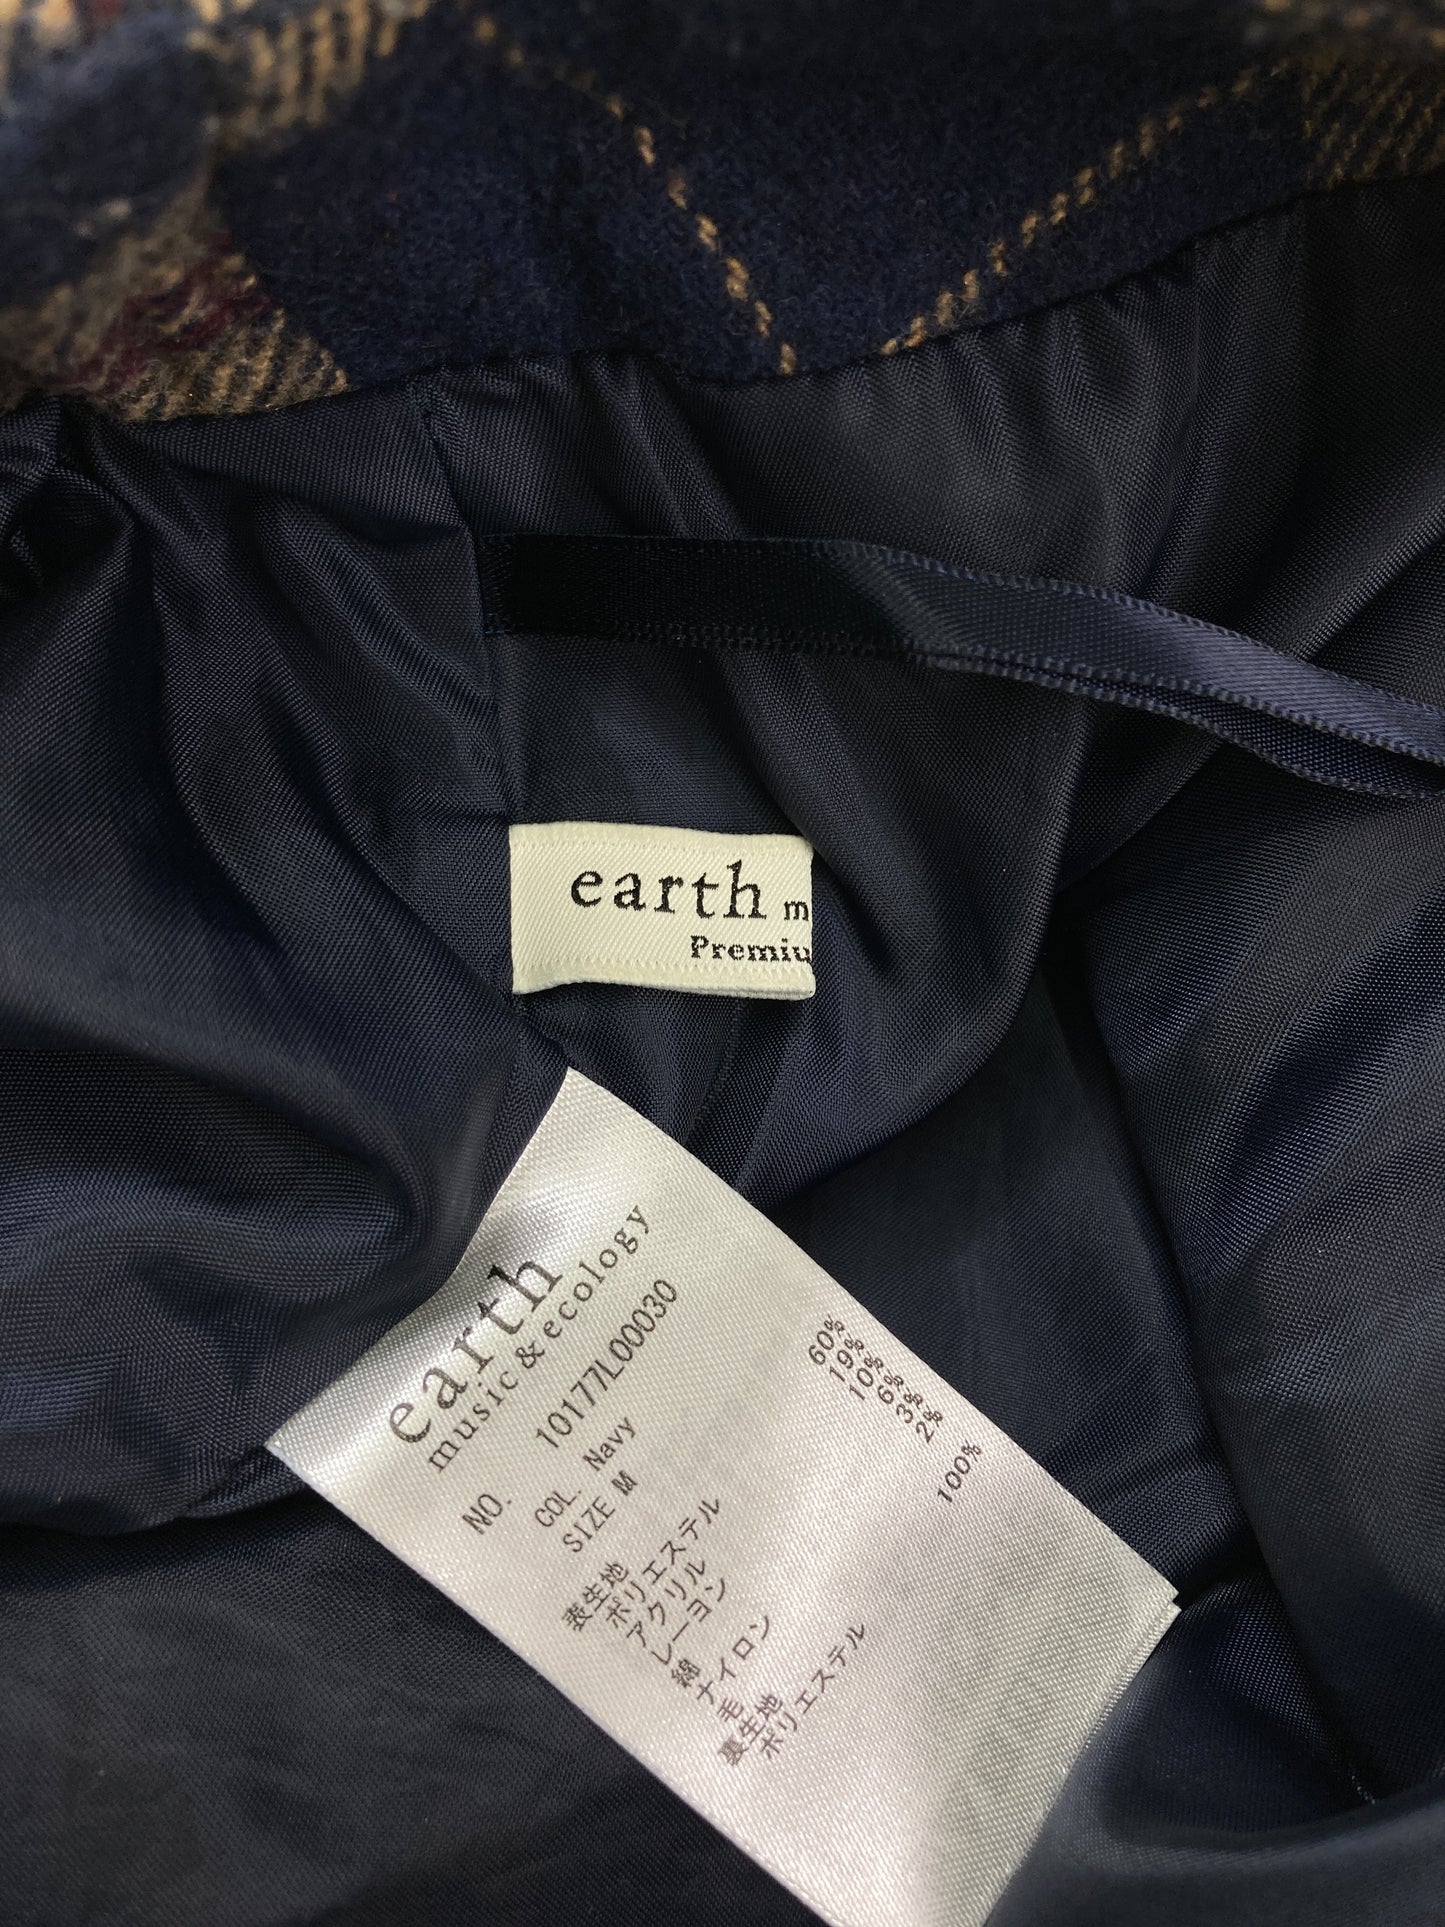 earth m
Premiu
earth
music&ecology
NO. 10177L00030
COL. Navy
SIZE M
表生地
ポリエステル 60%
アクリル 19%
レーヨン 10%
綿 6%
ナイロン 3%
毛 2%
裏生地
ポリエステル 100%